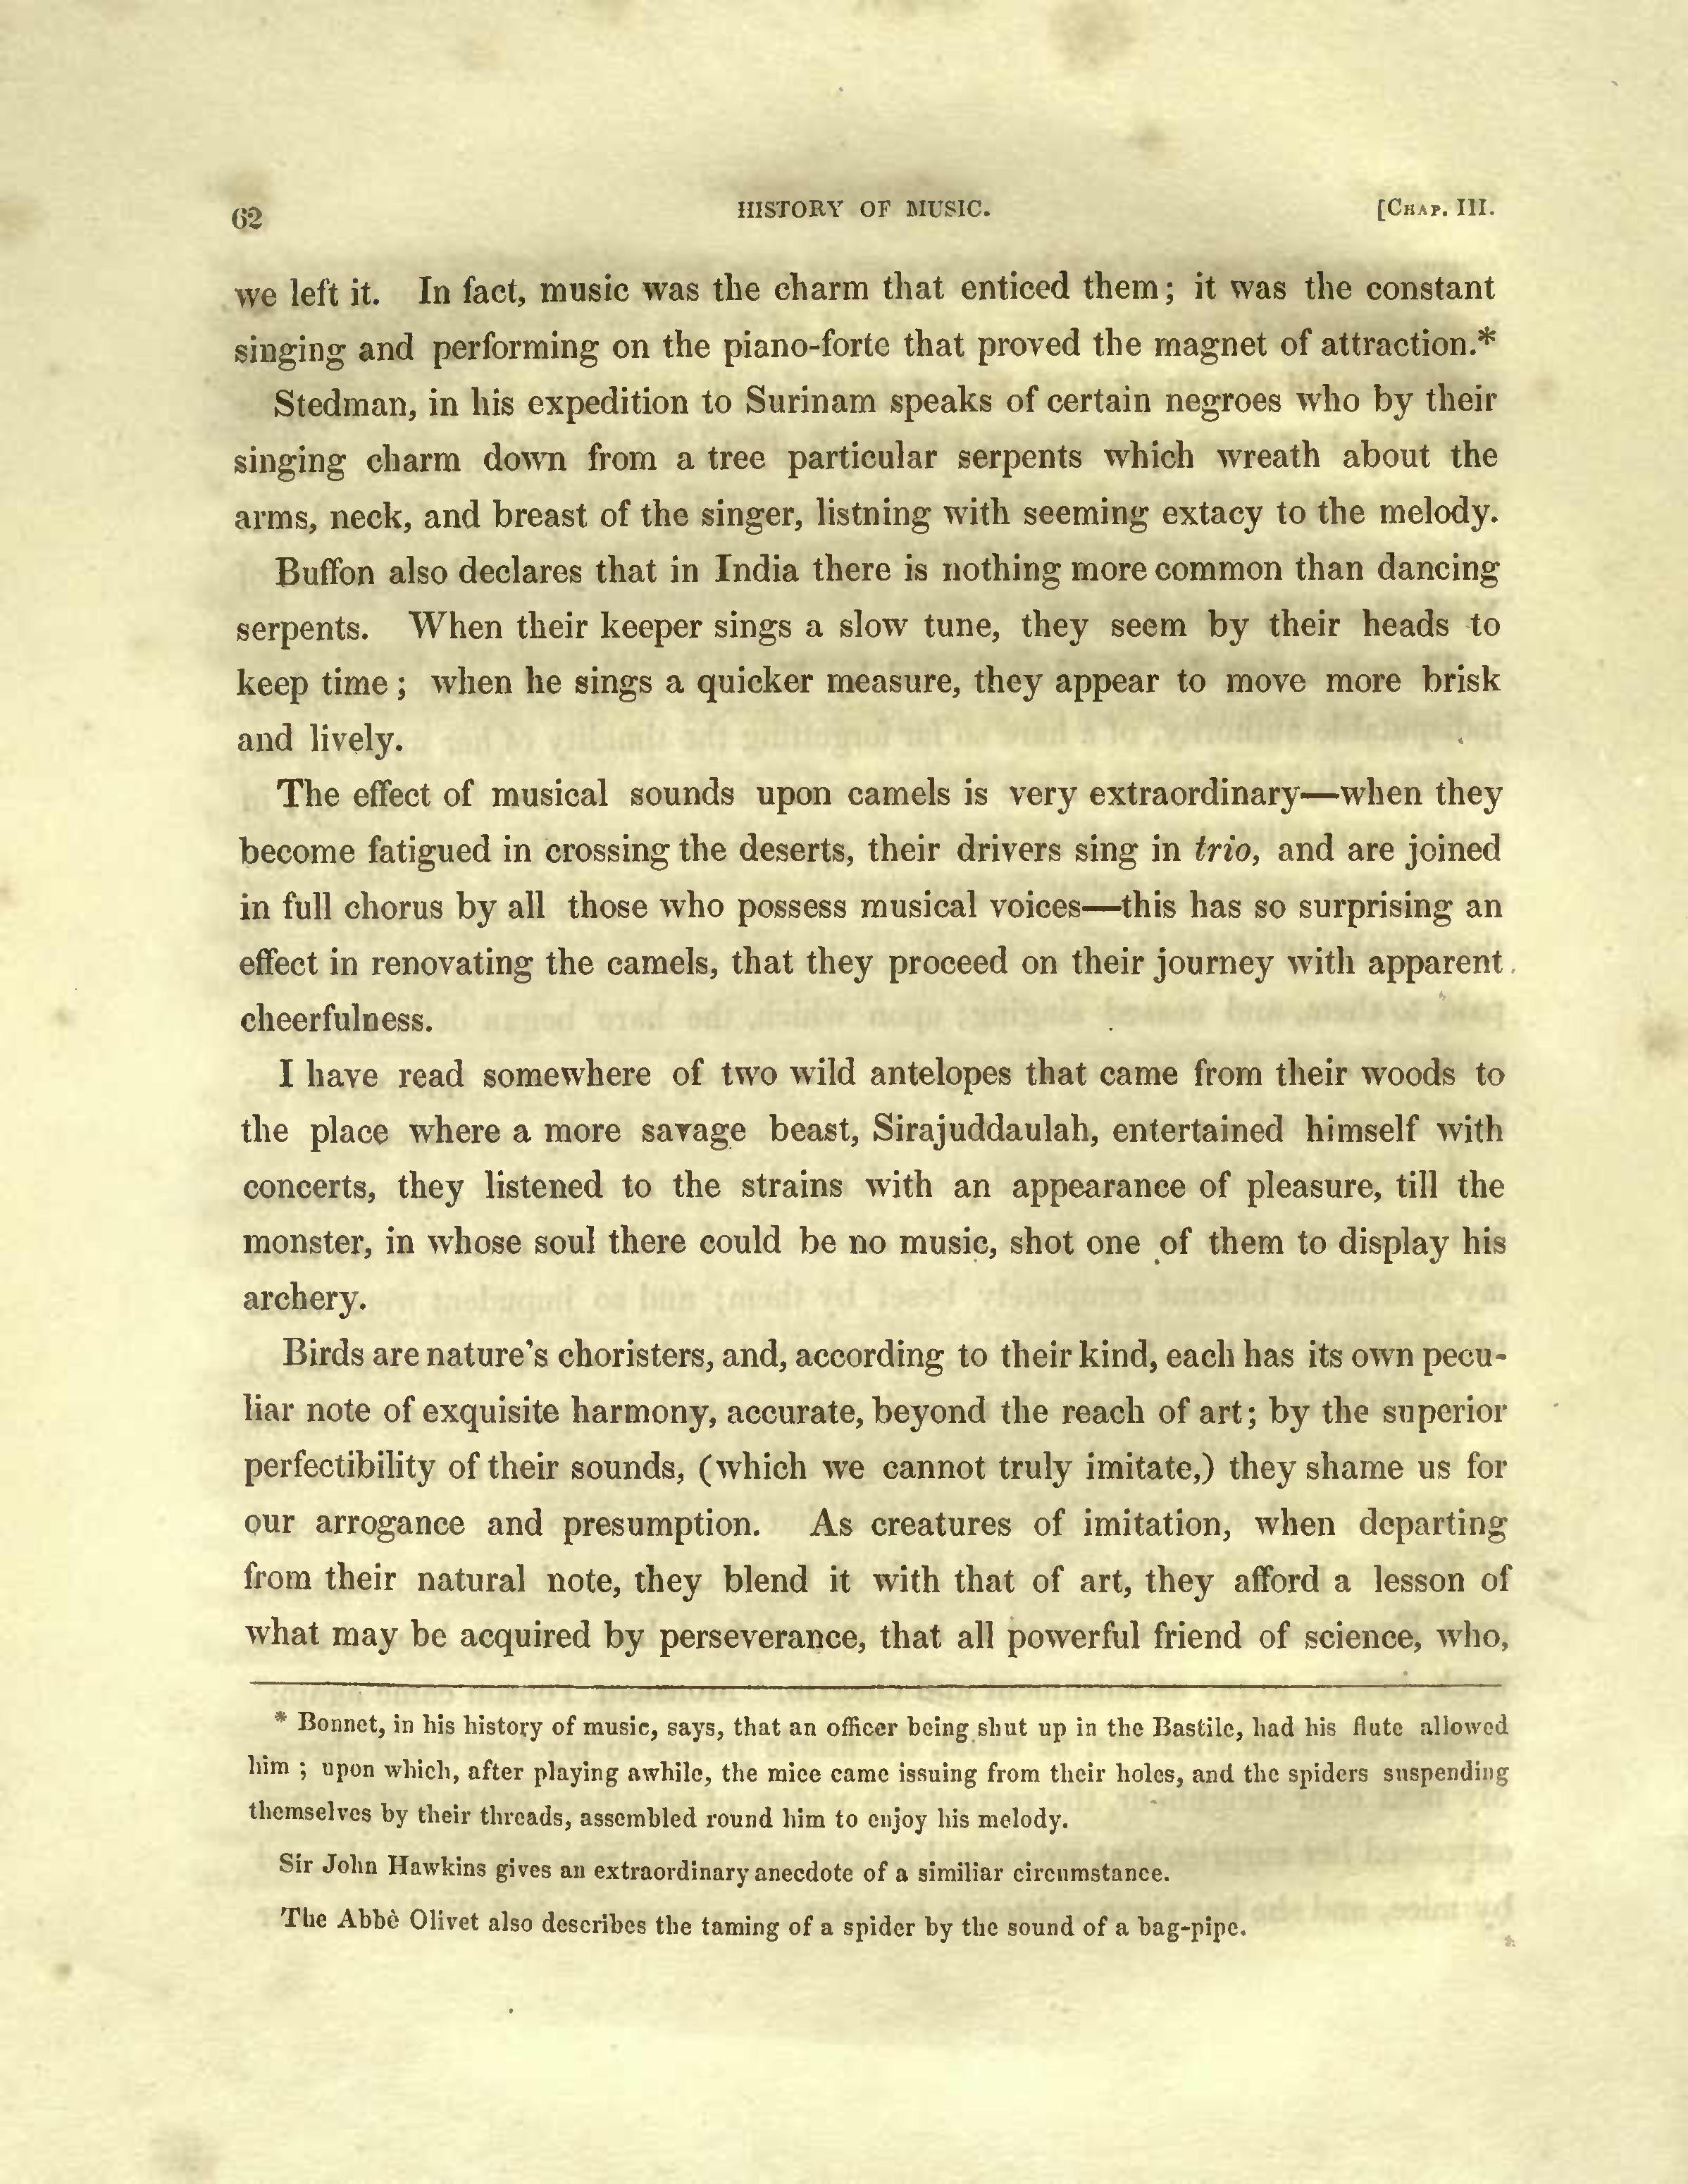 62 HISTORY OF MUSIC. [CHAP. III.
we left it. In fact, music was the charm that enticed them; it was the constant
singing and performing on the piano-forte that proved the magnet of attraction.*
Stedman, in his expedition to Surinam speaks of certain negroes who by their
singing charm down from a tree particular serpents which wreath about the
arms, neck, and breast of the singer, listning with seeming extacy to the melody.
Buffon also declares that in India there is nothing more common than dancing
serpents. When their keeper sings a slow tune, they seem by their heads to
keep time; when he sings a quicker measure, they appear to move more brisk
and lively.
The effect of musical sounds upon camels is very extraordinary—when they
become fatigued in crossing the deserts, their drivers sing in trio, and are joined
in full chorus by all those who possess musical voices—this has so surprising an
effect in renovating the camels, that they proceed on their journey with apparent
cheerfulness.
I have read somewhere of two wild antelopes that came from their woods to
the place where a more savage beast, Sirajuddaulah, entertained himself with
concerts, they listened to the strains with an appearance of pleasure, till the
monster, in whose soul there could be no music, shot one of them to display his
archery.
Birds are nature's choristers, and, according to their kind, each has its own pecu-
liar note of exquisite harmony, accurate, beyond the reach of art; by the superior
perfectibility of their sounds, (which we cannot truly imitate,) they shame us for
our arrogance and presumption. As creatures of imitation, when departing
from their natural note, they blend it with that of art, they afford a lesson of
what may be acquired by perseverance, that all powerful friend of science, who,
* Bonnet, in his history of music, says, that an officer being shut up in the Bastile, had his flute allowed
him; upon which, after playing awhile, the mice came issuing from their holes, and the spiders suspending
themselves by their threads, assembled round him to enjoy his melody.
Sir John Hawkins gives an extraordinary anecdote of a similiar circumstance.
The Abbè Olivet also describes the taming of a spider by the sound of a bag-pipe.